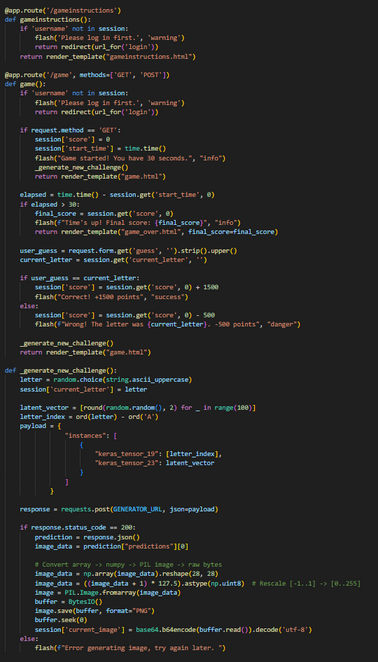 @app.route('/gameinstructions')
def gameinstructions():
    if 'username' not in session:
        flash('Please log in first.', 'warning')
        return redirect(url_for('login'))
    return render_template("gameinstructions.html")

@app.route('/game', methods=['GET', 'POST'])
def game():
    if 'username' not in session:
        flash('Please log in first.', 'warning')
        return redirect(url_for('login'))

    if request.method == 'GET':
        session['score'] = 0
        session['start_time'] = time.time()
        flash("Game started! You have 30 seconds.", "info")
        _generate_new_challenge()
        return render_template("game.html")

    elapsed = time.time() - session.get('start_time', 0)
    if elapsed > 30:
        final_score = session.get('score', 0)
        flash(f"Time's up! Final score: {final_score}", "info")
        return render_template("game_over.html", final_score=final_score)

    user_guess = request.form.get('guess', '').strip().upper()
    current_letter = session.get('current_letter', '')

    if user_guess == current_letter:
        session['score'] = session.get('score', 0) + 1500
        flash("Correct! +1500 points", "success")
    else:
        session['score'] = session.get('score', 0) - 500
        flash(f"Wrong! The letter was {current_letter}. -500 points", "danger")

    _generate_new_challenge()
    return render_template("game.html")

def _generate_new_challenge():
    letter = random.choice(string.ascii_uppercase)
    session['current_letter'] = letter

    latent_vector = [round(random.random(), 2) for _ in range(100)]
    letter_index = ord(letter) - ord('A')
    payload = {
            "instances": [
                {
                    "keras_tensor_19": [letter_index],
                    "keras_tensor_23": latent_vector
                }
            ]
        }

    response = requests.post(GENERATOR_URL, json=payload)

    if response.status_code == 200:
        prediction = response.json()
        image_data = prediction["predictions"][0]

        # Convert array -> numpy -> PIL image -> raw bytes
        image_data = np.array(image_data).reshape(28, 28)
        image_data = ((image_data + 1) * 127.5).astype(np.uint8)  # Rescale [-1..1] -> [0..255]
        image = PIL.Image.fromarray(image_data)
        buffer = BytesIO()
        image.save(buffer, format="PNG")
        buffer.seek(0)
        session['current_image'] = base64.b64encode(buffer.read()).decode('utf-8')
    else:
        flash(f"Error generating image, try again later. ")